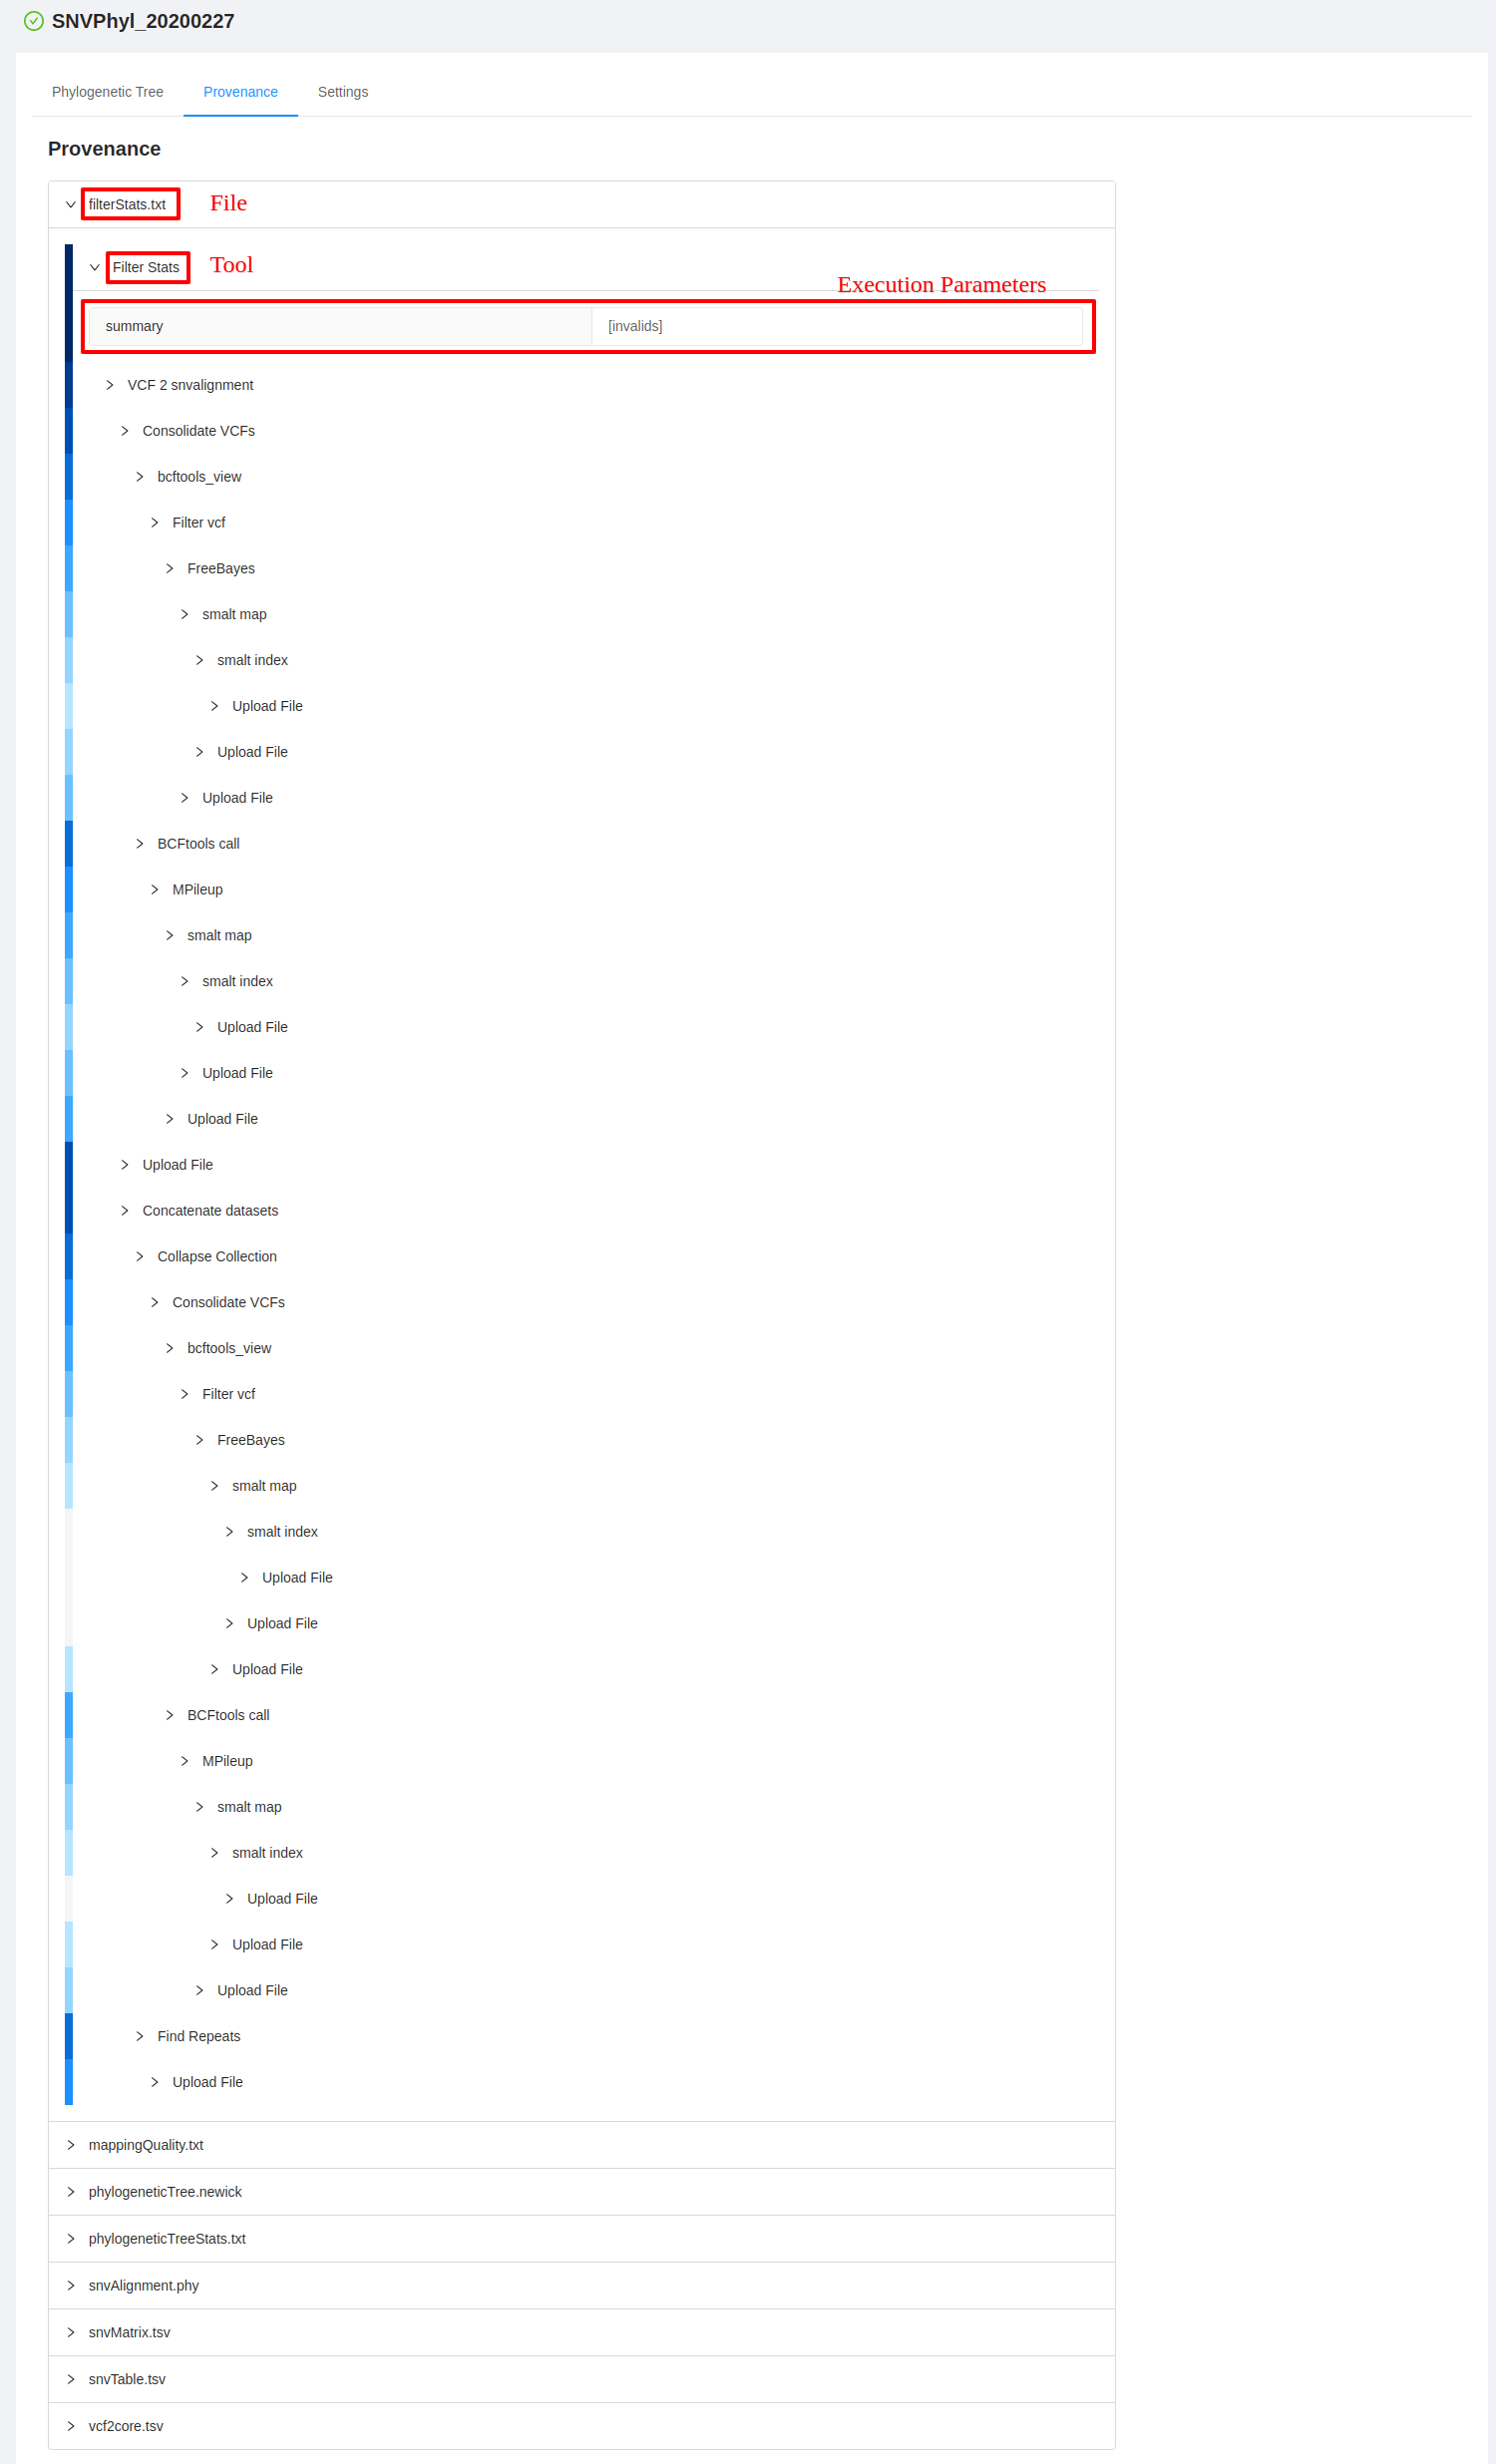 SNVPhyl_20200227
Phylogenetic Tree Provenance Settings
Provenance
filterStats.txt File
Filter Stats Tool
Execution Parameters
summary [invalids]
VCF 2 snvalignment
Consolidate VCFs
bcftools_view
Filter vcf
FreeBayes
smalt map
smalt index
Upload File
Upload File
Upload File
BCFtools call
MPileup
smalt map
smalt index
Upload File
Upload File
Upload File
Upload File
Concatenate datasets
Collapse Collection
Consolidate VCFs
bcftools_view
Filter vcf
FreeBayes
smalt map
smalt index
Upload File
Upload File
Upload File
BCFtools call
MPileup
smalt map
smalt index
Upload File
Upload File
Upload File
Find Repeats
Upload File
mappingQuality.txt
phylogeneticTree.newick
phylogeneticTreeStats.txt
snvAlignment.phy
snvMatrix.tsv
snvTable.tsv
vcf2core.tsv